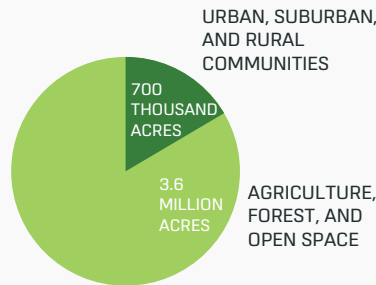 URBAN, SUBURBAN,
AND RURAL
COMMUNITIES
700
THOUSAND
ACRES
3.6
MILLION
ACRES
AGRICULTURE,
FOREST, AND
OPEN SPACE